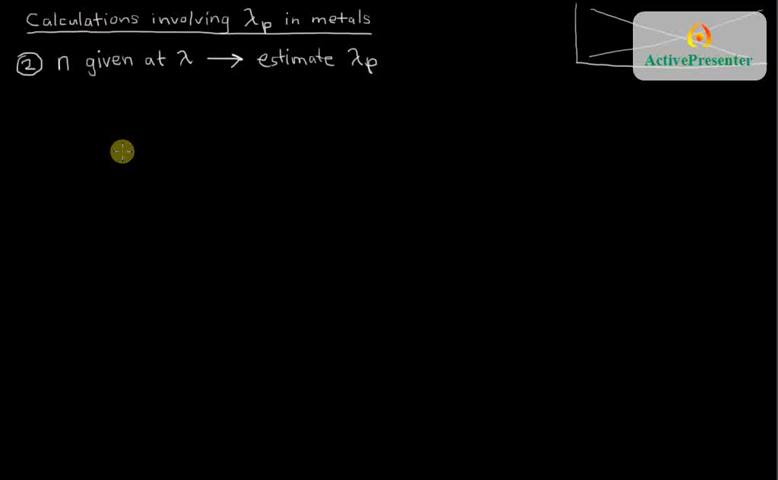 Calculations involving λp in metals
② n given at λ → estimate λp
ActivePresenter